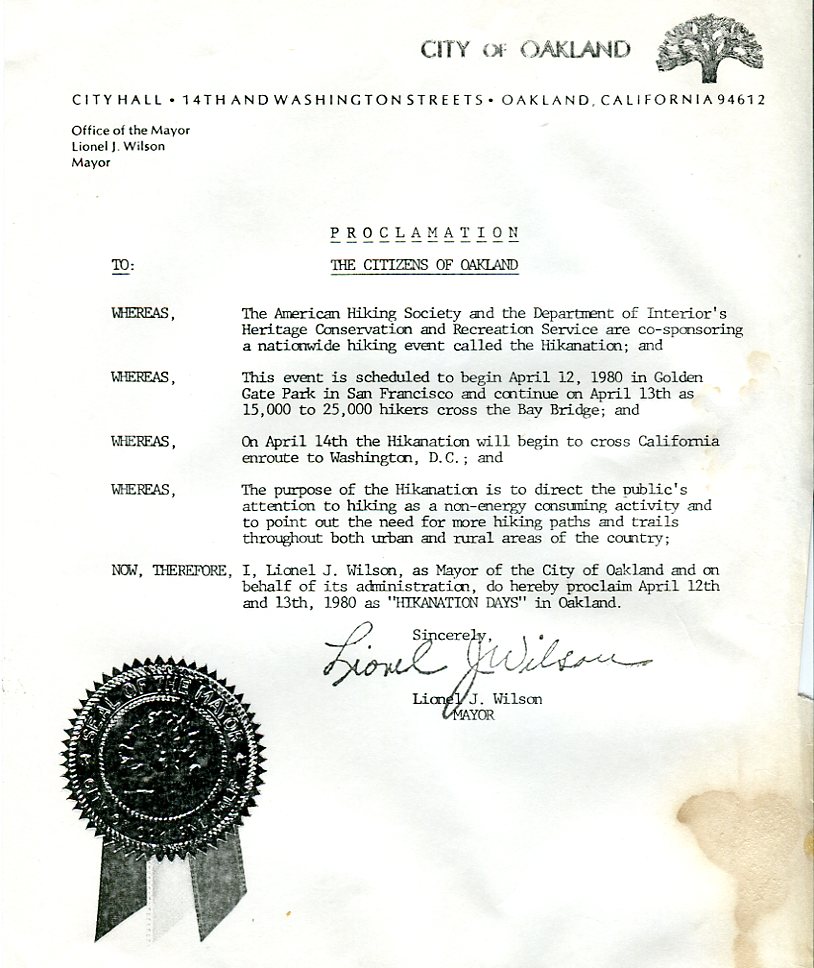 CITY OF OAKLAND
CITY HALL • 14TH AND WASHINGTON STREETS • OAKLAND, CALIFORNIA 94612
Office of the Mayor
Lionel J. Wilson
Mayor
PROCLAMATION
TO: THE CITIZENS OF OAKLAND
WHEREAS, The American Hiking Society and the Department of Interior's
Heritage Conservation and Recreation Service are co-sponsoring
a nationwide hiking event called the Hikanation; and
WHEREAS, This event is scheduled to begin April 12, 1980 in Golden
Gate Park in San Francisco and continue on April 13th as
15,000 to 25,000 hikers cross the Bay Bridge; and
WHEREAS, On April 14th the Hikanation will begin to cross California
enroute to Washington, D.C.; and
WHEREAS, The purpose of the Hikanation is to direct the public's
attention to hiking as a non-energy consuming activity and
to point out the need for more hiking paths and trails
throughout both urban and rural areas of the country;
NOW, THEREFORE, I, Lionel J. Wilson, as Mayor of the City of Oakland and on
behalf of its administration, do hereby proclaim April 12th
and 13th, 1980 as "HIKANATION DAYS" in Oakland.
Sincerely,
Lionel J Wilson
Lionel J. Wilson
MAYOR
SEAL OF THE MAYOR
CITY OF OAKLAND, CALIF.